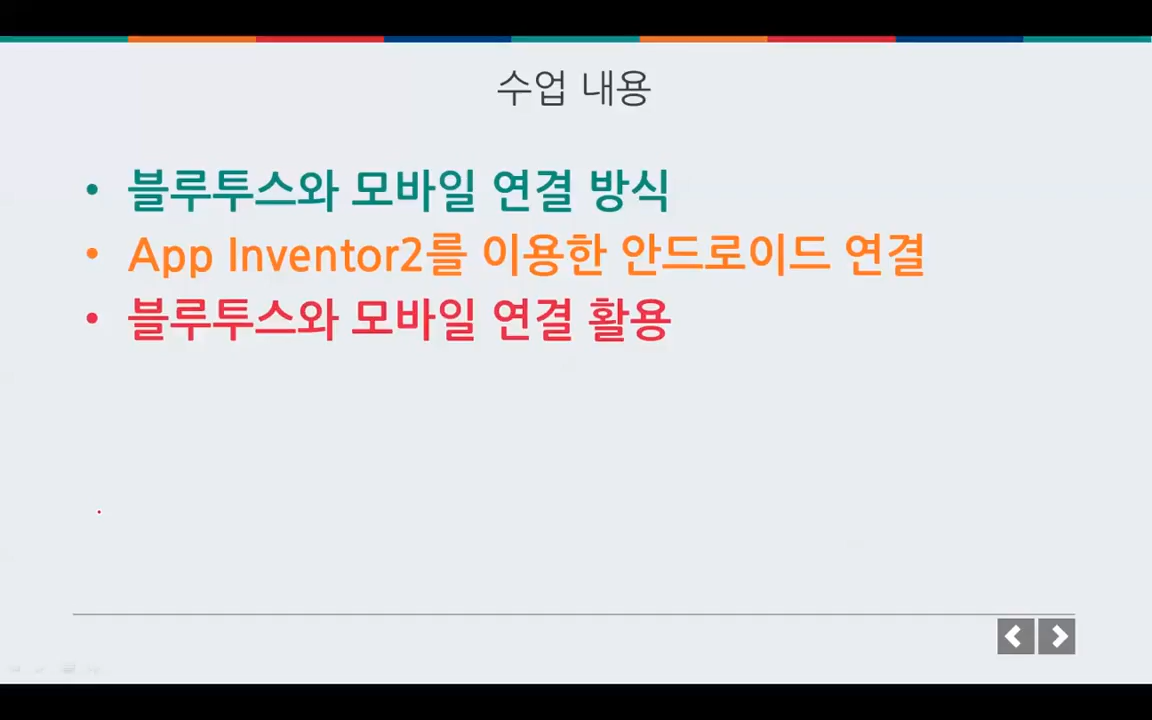 수업 내용
• 블루투스와 모바일 연결 방식
• App Inventor2를 이용한 안드로이드 연결
• 블루투스와 모바일 연결 활용